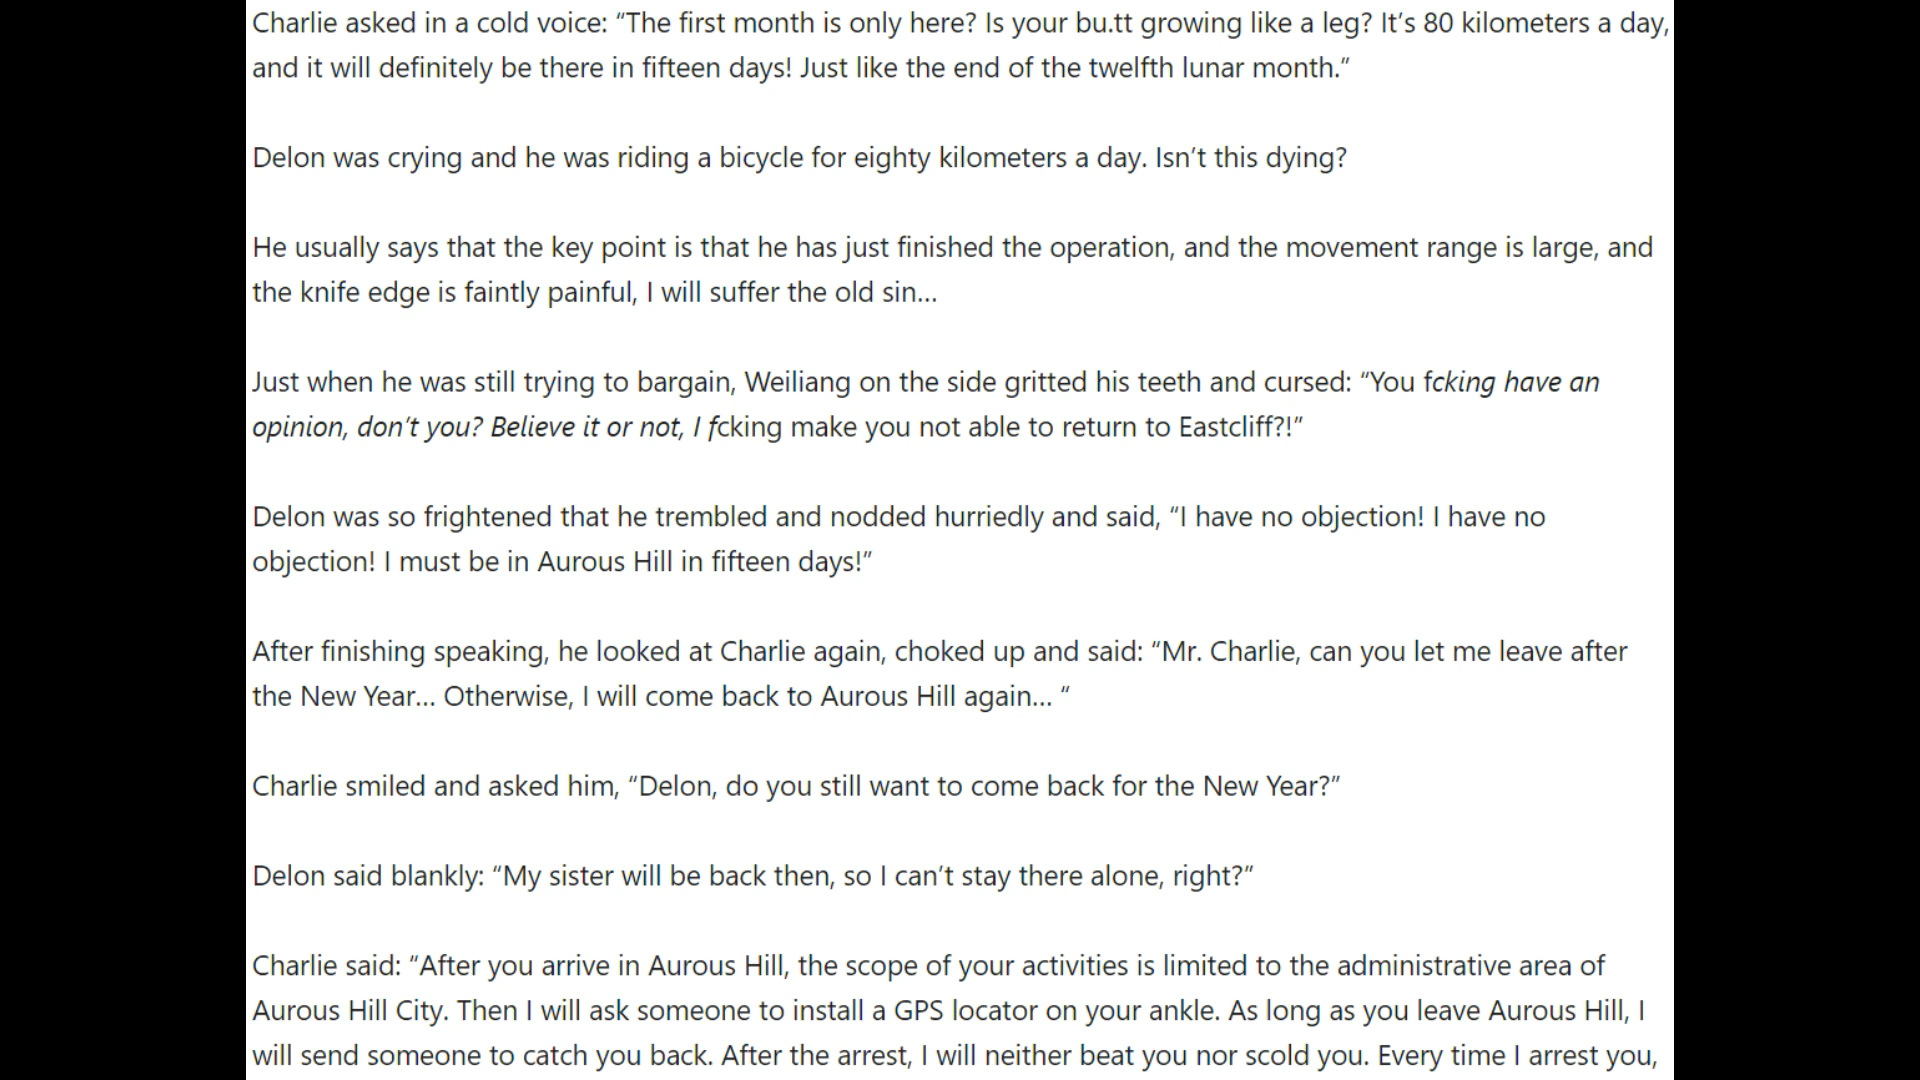 Charlie asked in a cold voice: “The first month is only here? Is your bu.tt growing like a leg? It’s 80 kilometers a day,
and it will definitely be there in fifteen days! Just like the end of the twelfth lunar month.”
Delon was crying and he was riding a bicycle for eighty kilometers a day. Isn’t this dying?
He usually says that the key point is that he has just finished the operation, and the movement range is large, and
the knife edge is faintly painful, I will suffer the old sin…
Just when he was still trying to bargain, Weiliang on the side gritted his teeth and cursed: “You fcking have an
opinion, don’t you? Believe it or not, I fcking make you not able to return to Eastcliff?!”
Delon was so frightened that he trembled and nodded hurriedly and said, “I have no objection! I have no
objection! I must be in Aurous Hill in fifteen days!”
After finishing speaking, he looked at Charlie again, choked up and said: “Mr. Charlie, can you let me leave after
the New Year… Otherwise, I will come back to Aurous Hill again… “
Charlie smiled and asked him, “Delon, do you still want to come back for the New Year?”
Delon said blankly: “My sister will be back then, so I can’t stay there alone, right?”
Charlie said: “After you arrive in Aurous Hill, the scope of your activities is limited to the administrative area of
Aurous Hill City. Then I will ask someone to install a GPS locator on your ankle. As long as you leave Aurous Hill, I
will send someone to catch you back. After the arrest, I will neither beat you nor scold you. Every time I arrest you,